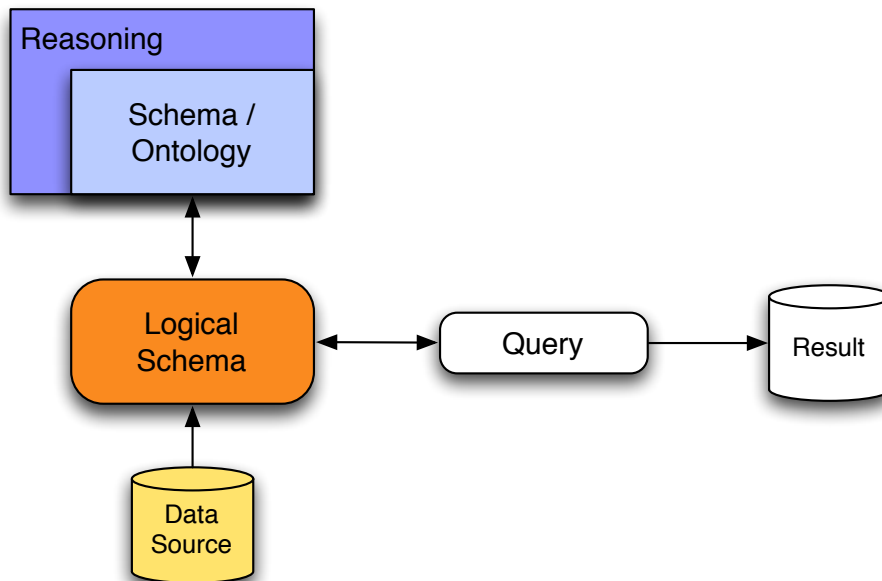 Reasoning
Schema /
Ontology
Logical
Schema
Query
Result
Data
Source